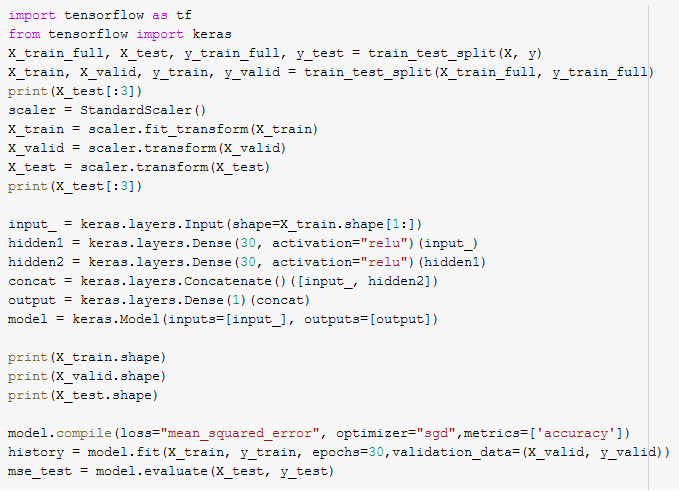 import tensorflow as tf
from tensorflow import keras
X_train_full, X_test, y_train_full, y_test = train_test_split(X, y)
X_train, X_valid, y_train, y_valid = train_test_split(X_train_full, y_train_full)
print(X_test[:3])
scaler = StandardScaler()
X_train = scaler.fit_transform(X_train)
X_valid = scaler.transform(X_valid)
X_test = scaler.transform(X_test)
print(X_test[:3])

input_ = keras.layers.Input(shape=X_train.shape[1:])
hidden1 = keras.layers.Dense(30, activation="relu")(input_)
hidden2 = keras.layers.Dense(30, activation="relu")(hidden1)
concat = keras.layers.Concatenate()([input_, hidden2])
output = keras.layers.Dense(1)(concat)
model = keras.Model(inputs=[input_], outputs=[output])

print(X_train.shape)
print(X_valid.shape)
print(X_test.shape)

model.compile(loss="mean_squared_error", optimizer="sgd",metrics=['accuracy'])
history = model.fit(X_train, y_train, epochs=30,validation_data=(X_valid, y_valid))
mse_test = model.evaluate(X_test, y_test)